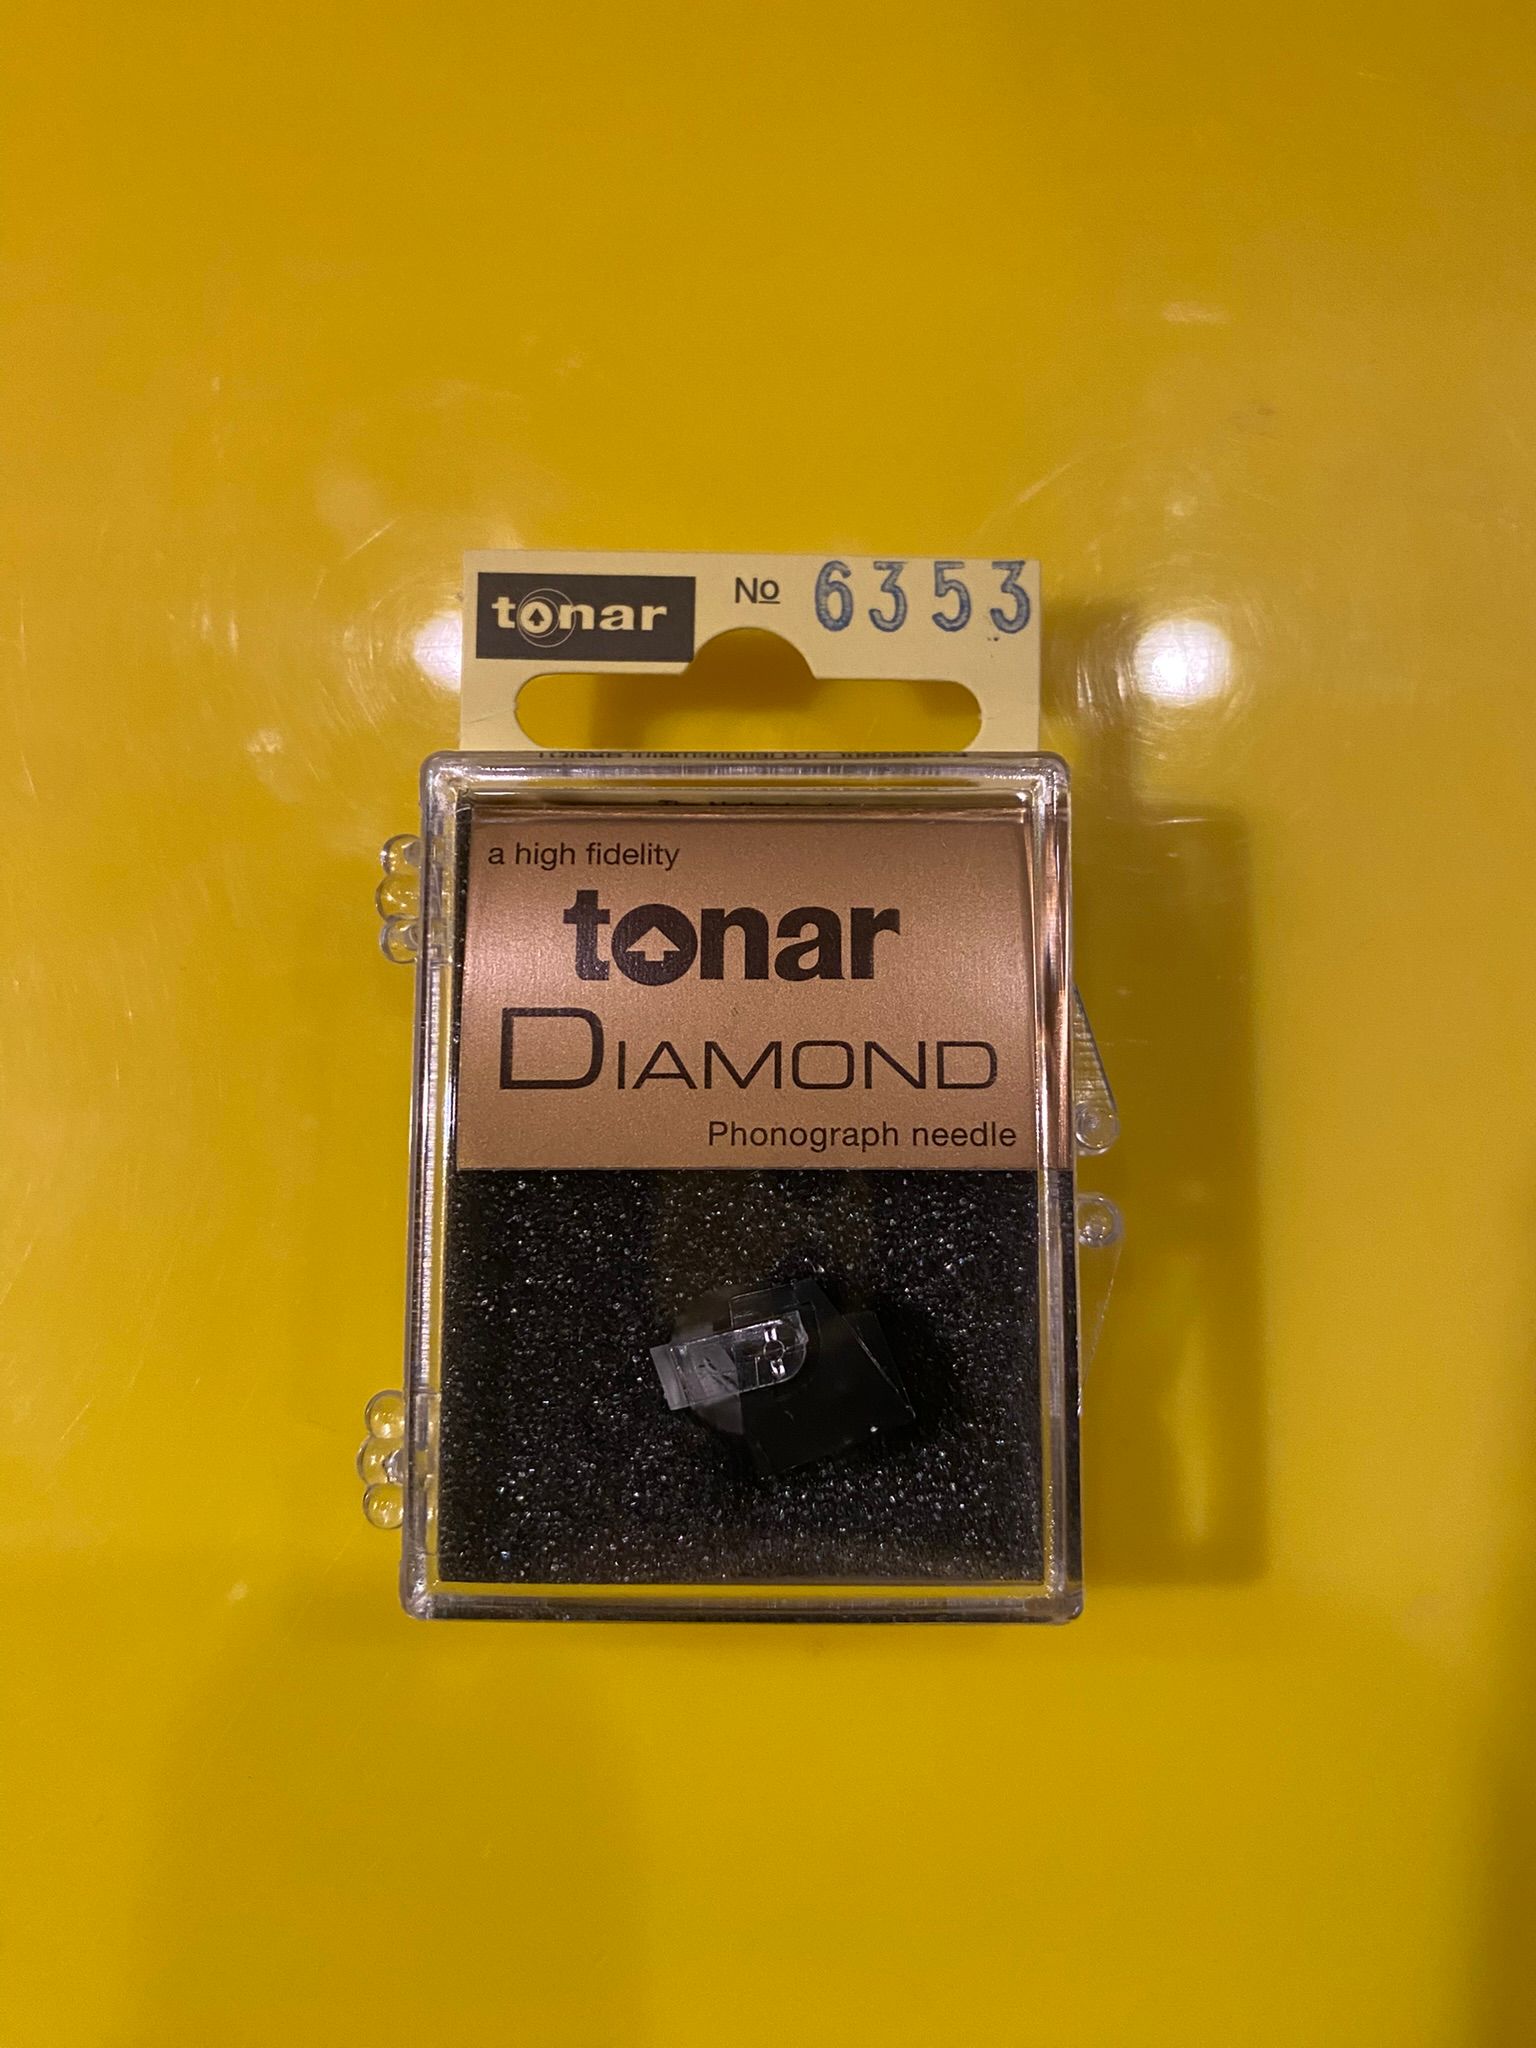 tonar
No 6353
a high fidelity
tonar
DIAMOND
Phonograph needle